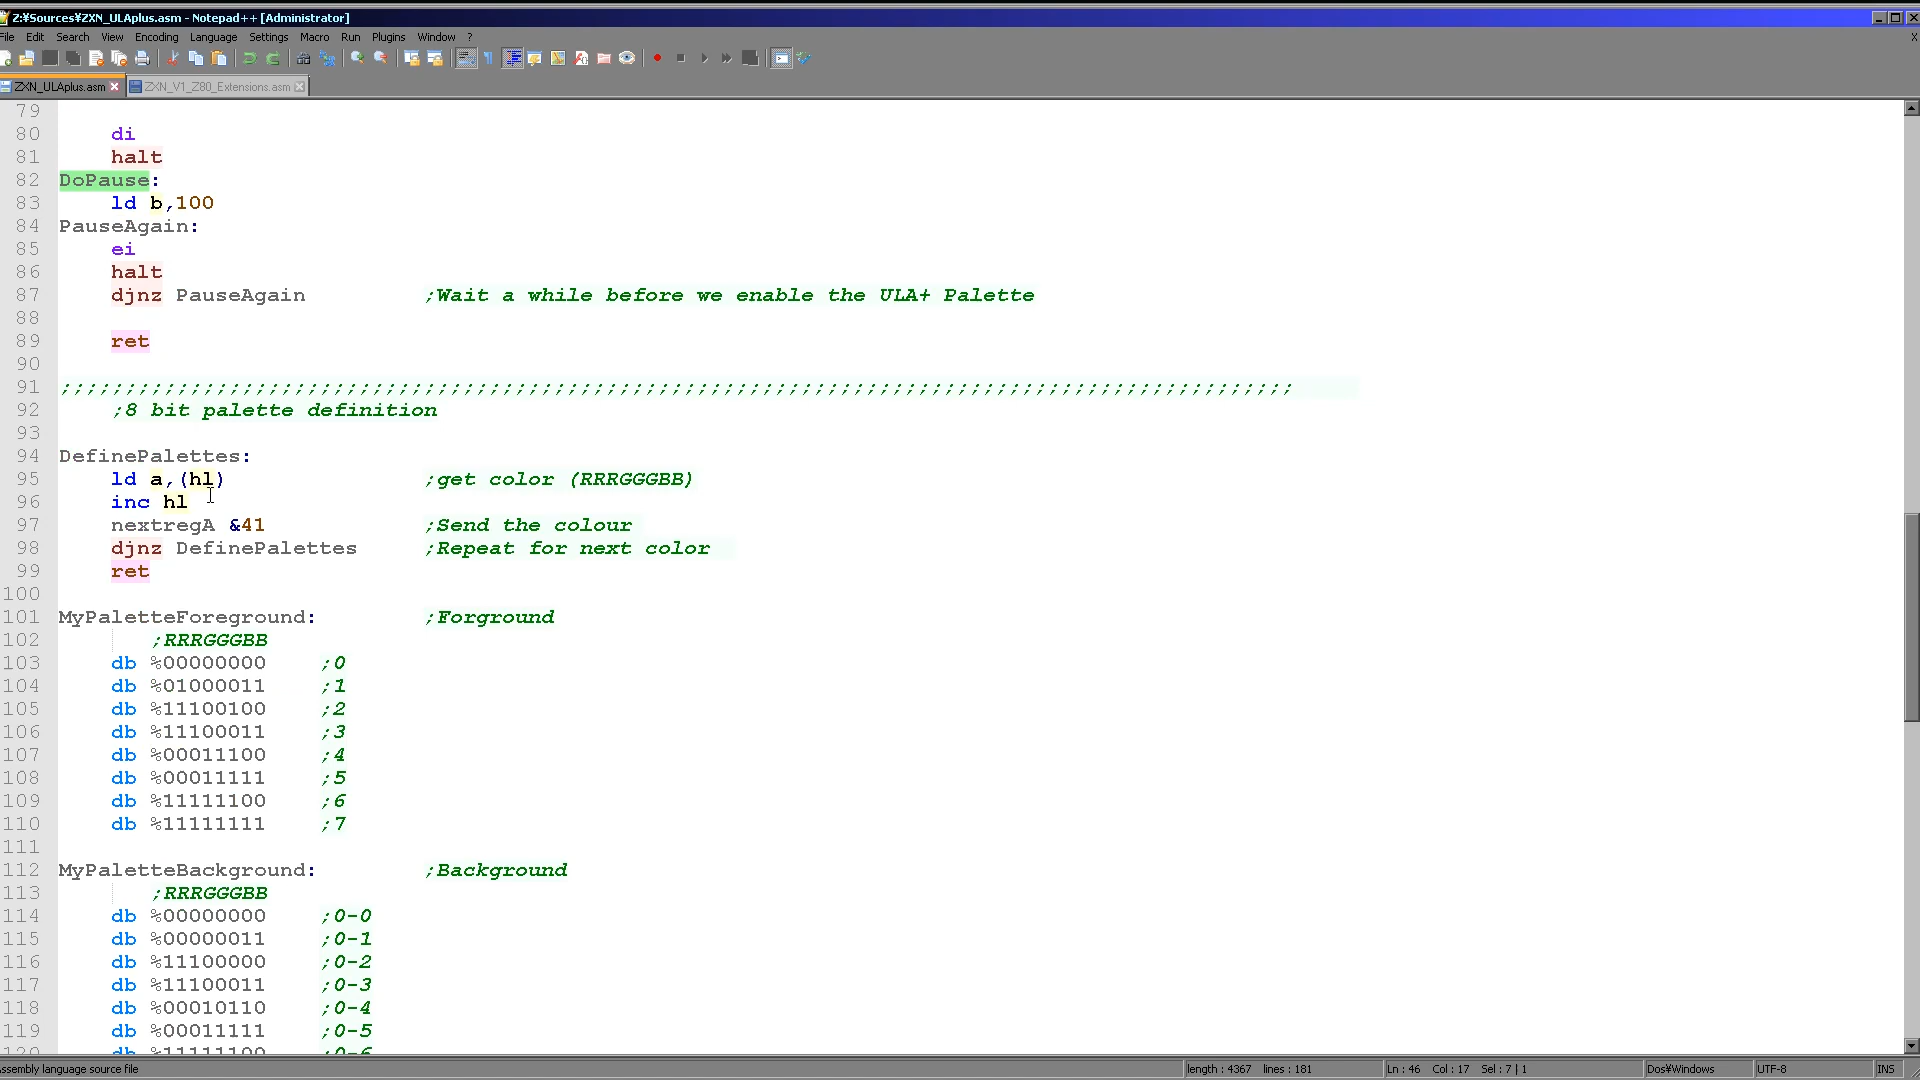 Z:¥Sources¥ZXN_ULAplus.asm - Notepad++ [Administrator]
File Edit Search View Encoding Language Settings Macro Run Plugins Window ?
X
ZXN_ULAplus.asm ZXN_V1_Z80_Extensions.asm
79
80 di
81 halt
82 DoPause:
83 ld b,100
84 PauseAgain:
85 ei
86 halt
87 djnz PauseAgain ;Wait a while before we enable the ULA+ Palette
88
89 ret
90
91 ;;;;;;;;;;;;;;;;;;;;;;;;;;;;;;;;;;;;;;;;;;;;;;;;;;;;;;;;;;;;;;;;;;;;;;;;;;;;;;;;;;;;;;;;;;;;;;;
92 ;8 bit palette definition
93
94 DefinePalettes:
95 ld a,(hl) ;get color (RRRGGGBB)
96 inc hl
97 nextregA &41 ;Send the colour
98 djnz DefinePalettes ;Repeat for next color
99 ret
100
101 MyPaletteForeground: ;Forground
102 ;RRRGGGBB
103 db %00000000 ;0
104 db %01000011 ;1
105 db %11100100 ;2
106 db %11100011 ;3
107 db %00011100 ;4
108 db %00011111 ;5
109 db %11111100 ;6
110 db %11111111 ;7
111
112 MyPaletteBackground: ;Background
113 ;RRRGGGBB
114 db %00000000 ;0-0
115 db %00000011 ;0-1
116 db %11100000 ;0-2
117 db %11100011 ;0-3
118 db %00010110 ;0-4
119 db %00011111 ;0-5
120 db %11111100 ;0-6
ssembly language source file length : 4367 lines : 181 Ln : 46 Col : 17 Sel : 7 | 1 Dos¥Windows UTF-8 INS